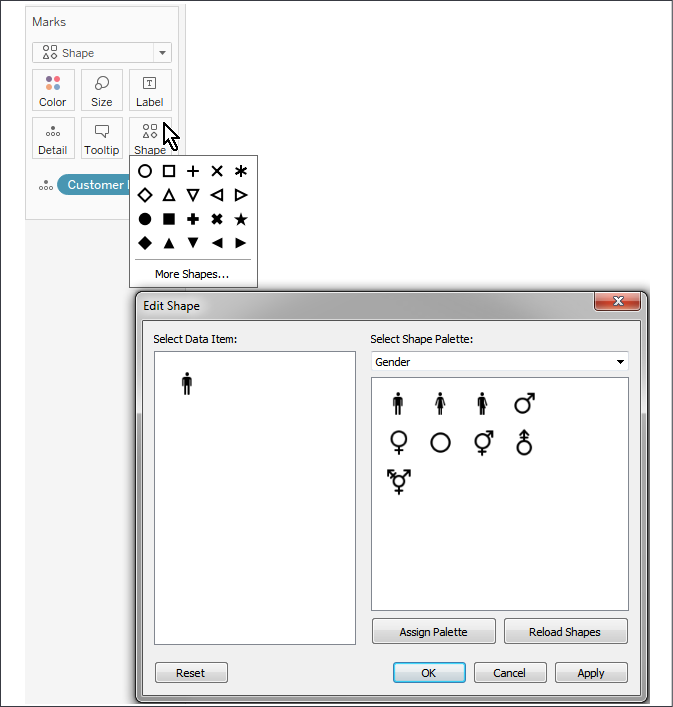 Marks
Shape
Color
Size
Label
Detail
Tooltip
Shape
Customer
More Shapes...
Edit Shape
Select Data Item:
Select Shape Palette:
Gender
Assign Palette
Reload Shapes
Reset
OK
Cancel
Apply